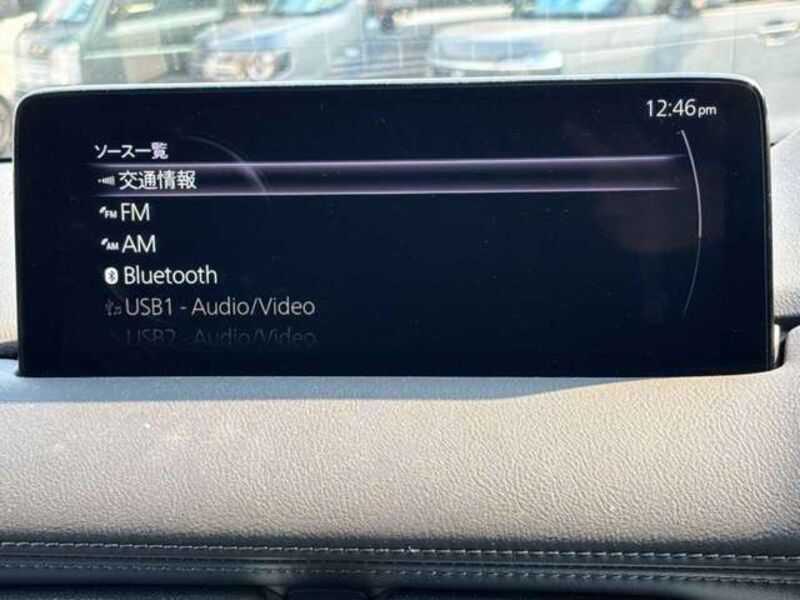 12:46pm
ソース一覧
交通情報
FM
AM
Bluetooth
USB1 - Audio/Video
USB2 - Audio/Video